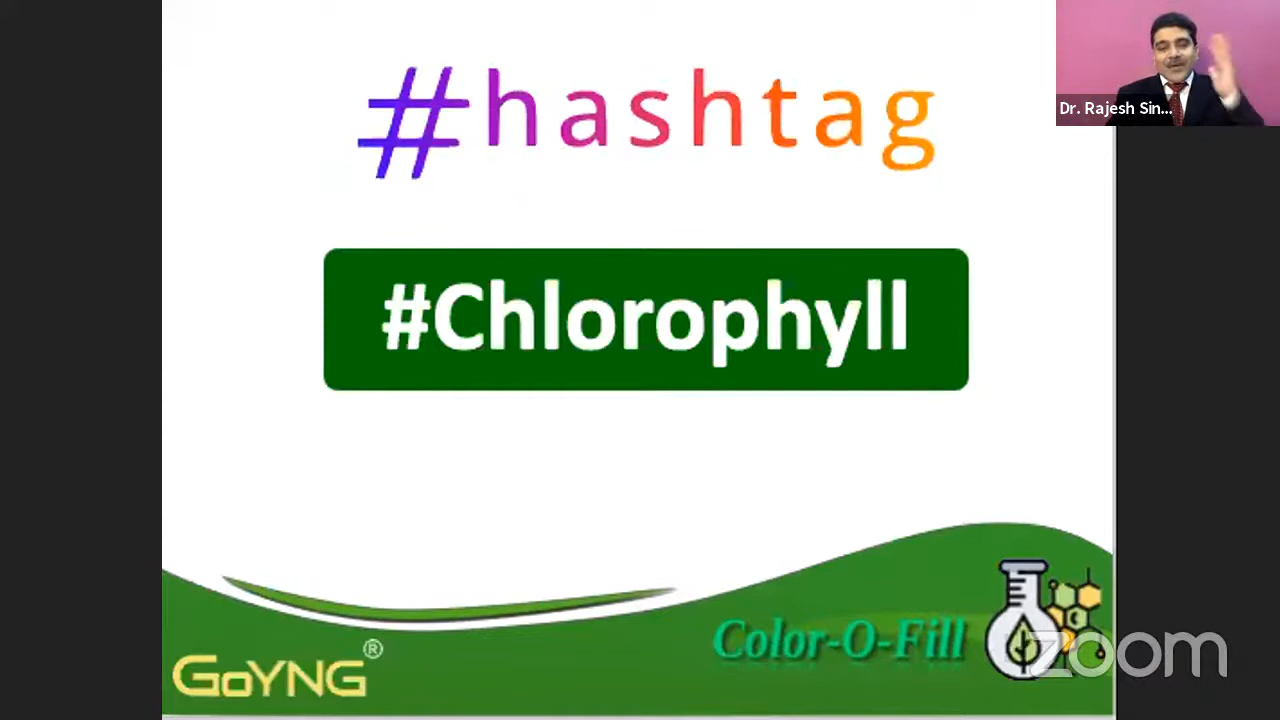 #hashtag
Dr. Rajesh Sin...
#Chlorophyll
Color-O-Fill
GoYNG®
zoom